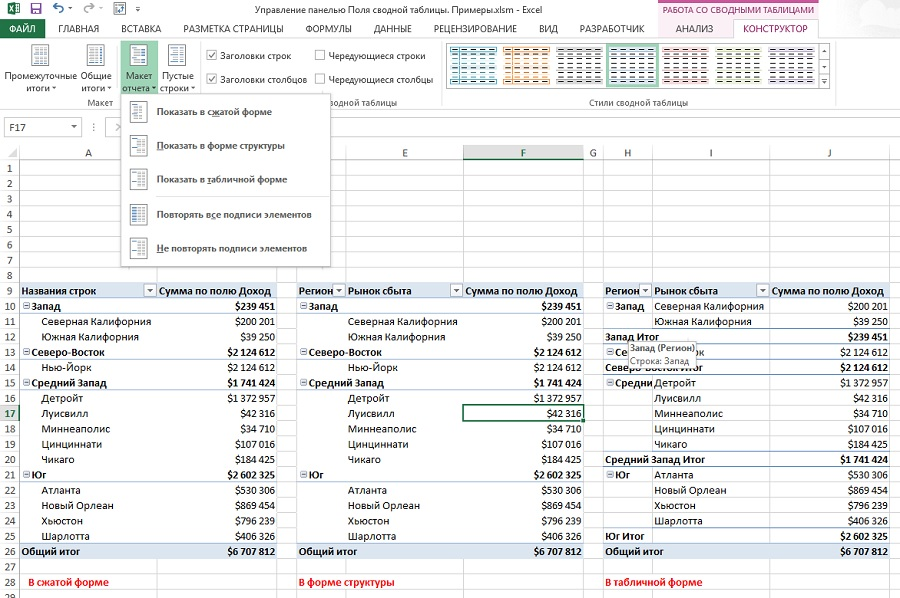 Управление панелью Поля сводной таблицы. Примеры.xlsm - Excel
РАБОТА СО СВОДНЫМИ ТАБЛИЦАМИ
ФАЙЛ ГЛАВНАЯ ВСТАВКА РАЗМЕТКА СТРАНИЦЫ ФОРМУЛЫ ДАННЫЕ РЕЦЕНЗИРОВАНИЕ ВИД РАЗРАБОТЧИК АНАЛИЗ КОНСТРУКТОР
Промежуточные итоги
Общие итоги
Макет отчета
Пустые строки
Заголовки строк Чередующиеся строки
Заголовки столбцов Чередующиеся столбцы
Макет водной таблицы Стили сводной таблицы
Показать в сжатой форме
Показать в форме структуры
Показать в табличной форме
Повторять все подписи элементов
Не повторять подписи элементов
F17
A E F G H I J
1
2
3
4
5
6
7
8
9 Названия строк Сумма по полю Доход Регион Рынок сбыта Сумма по полю Доход Регион Рынок сбыта Сумма по полю Доход
10 Запад $239 451 Запад $239 451 Запад Северная Калифорния $200 201
11 Северная Калифорния $200 201 Северная Калифорния $200 201 Южная Калифорния $39 250
12 Южная Калифорния $39 250 Южная Калифорния $39 250 Запад Итог $239 451
13 Северо-Восток $2 124 612 Северо-Восток $2 124 612 $2 124 612
Запад (Регион)
Строка: Запад
14 Нью-Йорк $2 124 612 Нью-Йорк $2 124 612 Итог $2 124 612
15 Средний Запад $1 741 424 Средний Запад $1 741 424 Средни Детройт $1 372 957
16 Детройт $1 372 957 Детройт $1 372 957 Луисвилл $42 316
17 Луисвилл $42 316 Луисвилл $42 316 Миннеаполис $34 710
18 Миннеаполис $34 710 Миннеаполис $34 710 Цинциннати $107 016
19 Цинциннати $107 016 Цинциннати $107 016 Чикаго $184 425
20 Чикаго $184 425 Чикаго $184 425 Средний Запад Итог $1 741 424
21 Юг $2 602 325 Юг $2 602 325 Юг Атланта $530 306
22 Атланта $530 306 Атланта $530 306 Новый Орлеан $869 454
23 Новый Орлеан $869 454 Новый Орлеан $869 454 Хьюстон $796 239
24 Хьюстон $796 239 Хьюстон $796 239 Шарлотта $406 326
25 Шарлотта $406 326 Шарлотта $406 326 Юг Итог $2 602 325
26 Общий итог $6 707 812 Общий итог $6 707 812 Общий итог $6 707 812
27
28 В сжатой форме В форме структуры В табличной форме
29